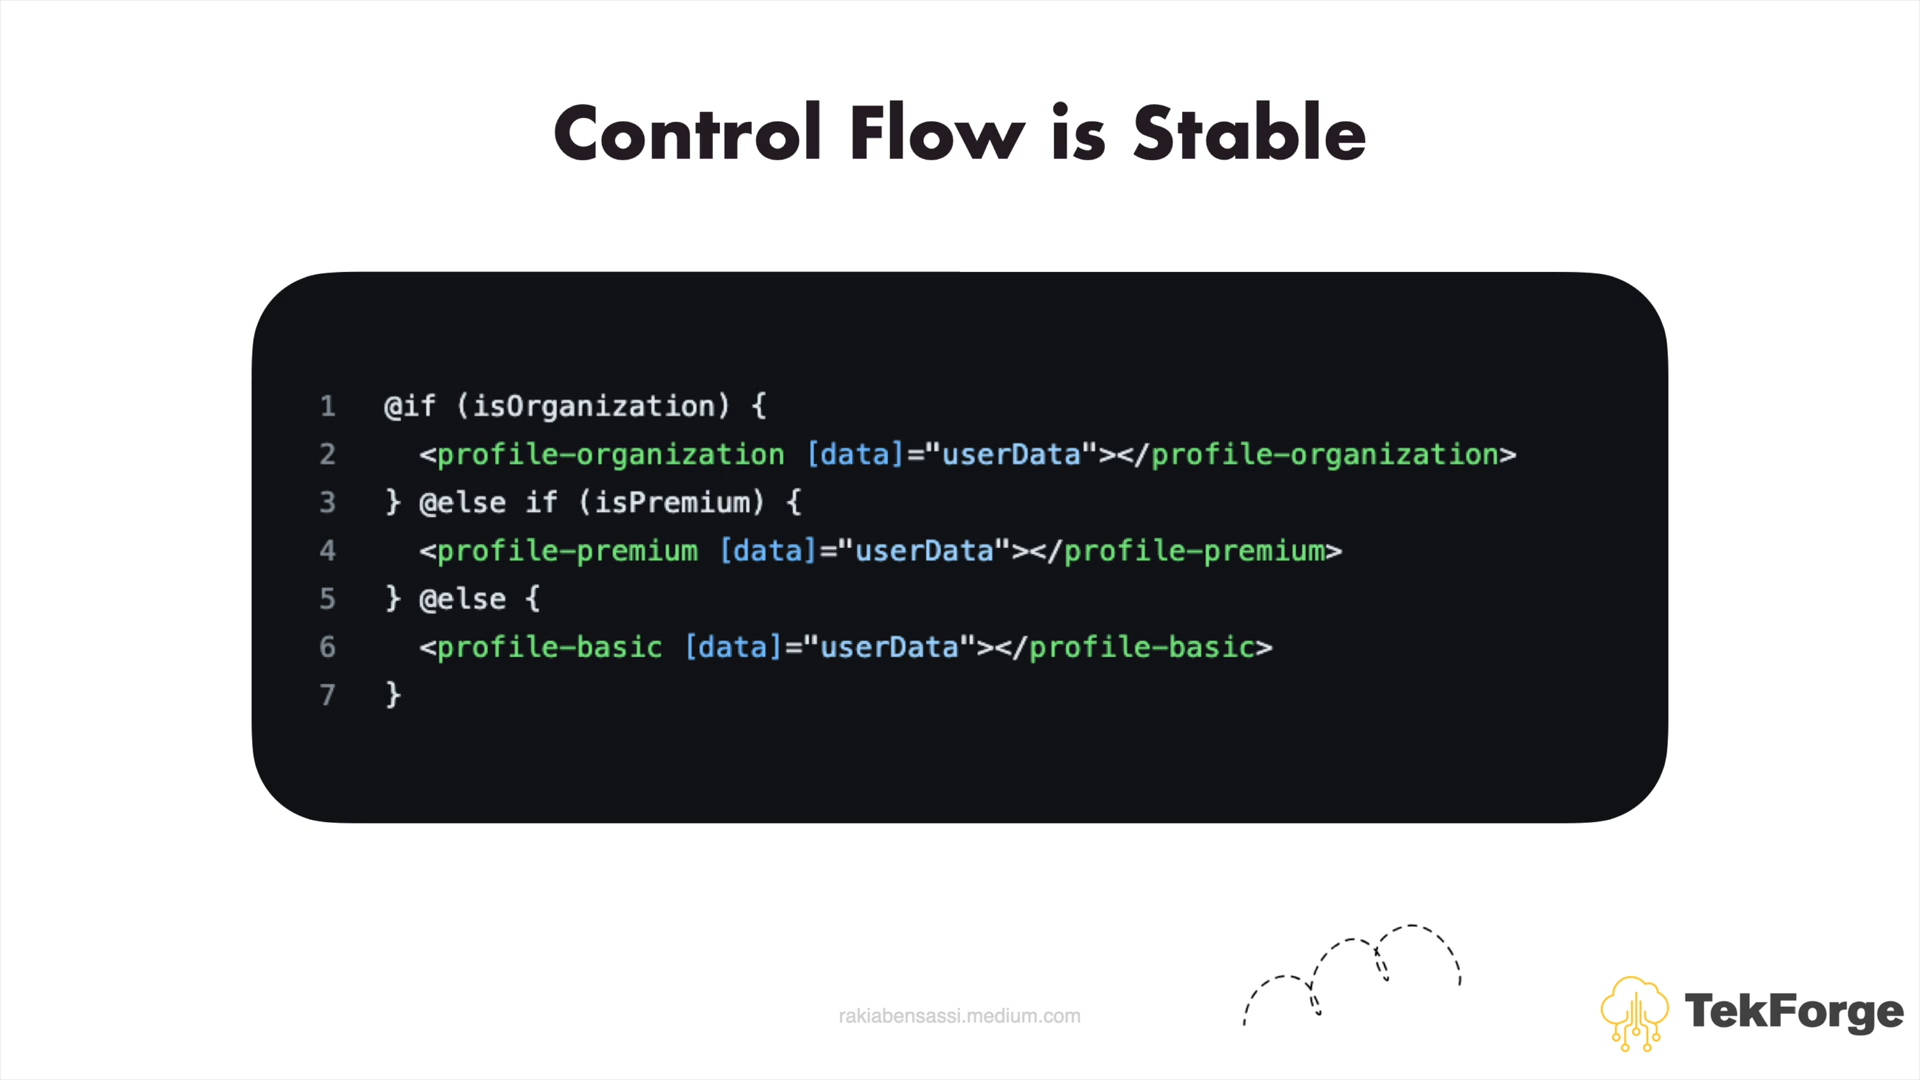 Control Flow is Stable
1 @if (isOrganization) {
2   <profile-organization [data]="userData"></profile-organization>
3 } @else if (isPremium) {
4   <profile-premium [data]="userData"></profile-premium>
5 } @else {
6   <profile-basic [data]="userData"></profile-basic>
7 }
rakiabensassi.medium.com
TekForge